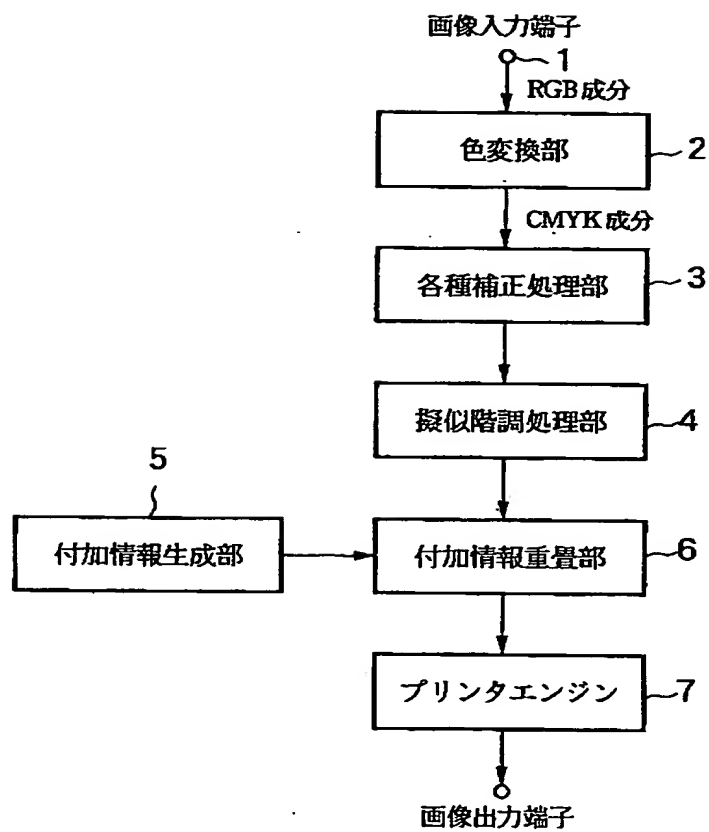 画像入力端子
1
RGB成分
色変換部
2
CMYK成分
各種補正処理部
3
擬似階調処理部
4
5
付加情報生成部
付加情報重畳部
6
プリンタエンジン
7
画像出力端子